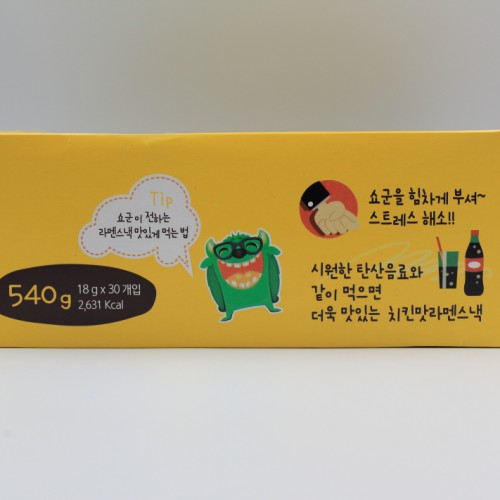 Tip
쇼군이 전하는
라멘스낵 맛있게 먹는 법
540g
18 g x 30 개입
2,631 Kcal
쇼군을 힘차게 부셔~
스트레스 해소!!
시원한 탄산음료와
같이 먹으면
더욱 맛있는 치킨맛라멘스낵